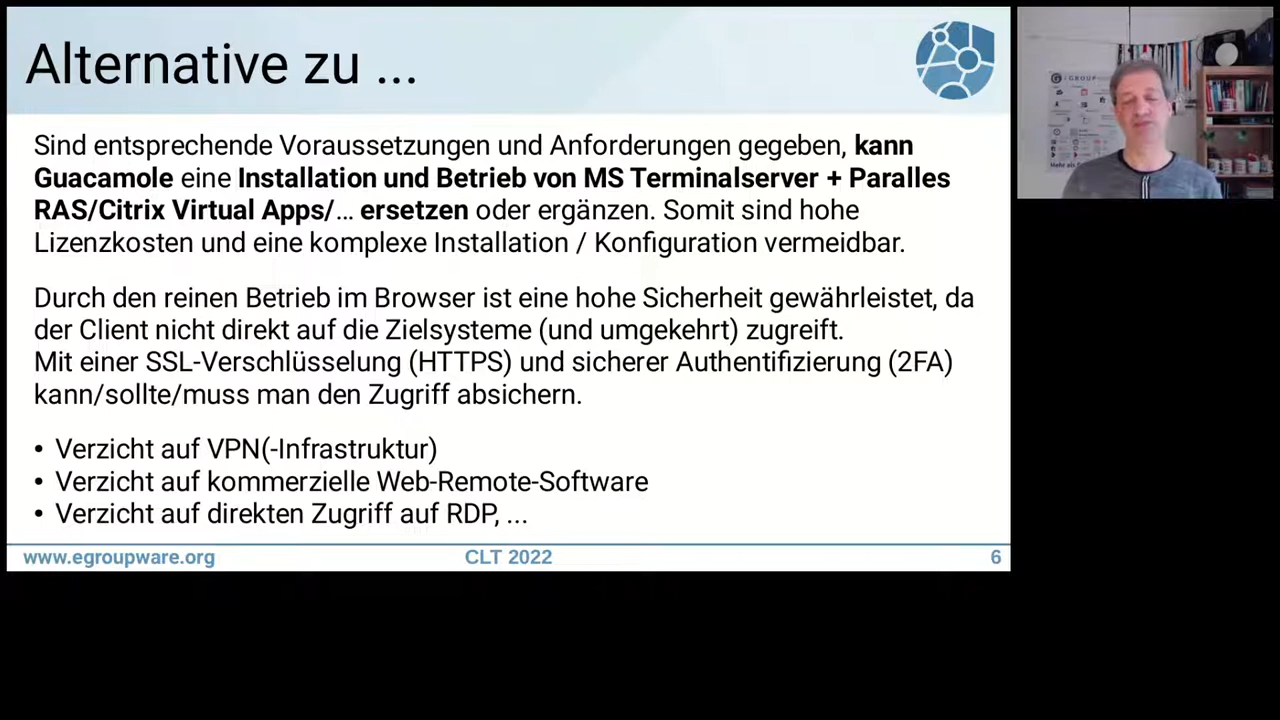 Alternative zu ...
Sind entsprechende Voraussetzungen und Anforderungen gegeben, kann
Guacamole eine Installation und Betrieb von MS Terminalserver + Paralles
RAS/Citrix Virtual Apps/… ersetzen oder ergänzen. Somit sind hohe
Lizenzkosten und eine komplexe Installation / Konfiguration vermeidbar.
Durch den reinen Betrieb im Browser ist eine hohe Sicherheit gewährleistet, da
der Client nicht direkt auf die Zielsysteme (und umgekehrt) zugreift.
Mit einer SSL-Verschlüsselung (HTTPS) und sicherer Authentifizierung (2FA)
kann/sollte/muss man den Zugriff absichern.
• Verzicht auf VPN(-Infrastruktur)
• Verzicht auf kommerzielle Web-Remote-Software
• Verzicht auf direkten Zugriff auf RDP, ...
www.egroupware.org CLT 2022 6